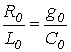 R₀/L₀ = g₀/C₀